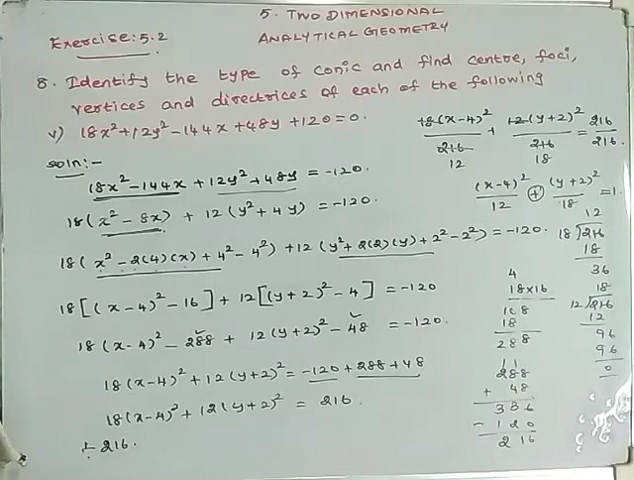 5. TWO DIMENSIONAL
ANALYTICAL GEOMETRY
Exercise: 5.2
8. Identify the type of conic and find centre, foci,
vertices and directrices of each of the following
v) 18x² + 12y² - 144x + 48y + 120 = 0.
soln:-
18x² - 144x + 12y² + 48y = -120.
18(x² - 8x) + 12(y² + 4y) = -120.
18(x² - 2(4)(x) + 4² - 4²) + 12(y² + 2(2)(y) + 2² - 2²) = -120.
18[(x-4)² - 16] + 12[(y+2)² - 4] = -120
18(x-4)² - 288 + 12(y+2)² - 48 = -120.
18(x-4)² + 12(y+2)² = -120 + 288 + 48
18(x-4)² + 12(y+2)² = 216.
÷ 216.
18(x-4)² + 12(y+2)² = 216
216 216 216.
12 18
(x-4)² + (y+2)² = 1.
12 18
12
18)216
18
36
18
12)216
12
96
96
0
4
18x16
108
18
288
11
288
+ 48
336
- 120
216